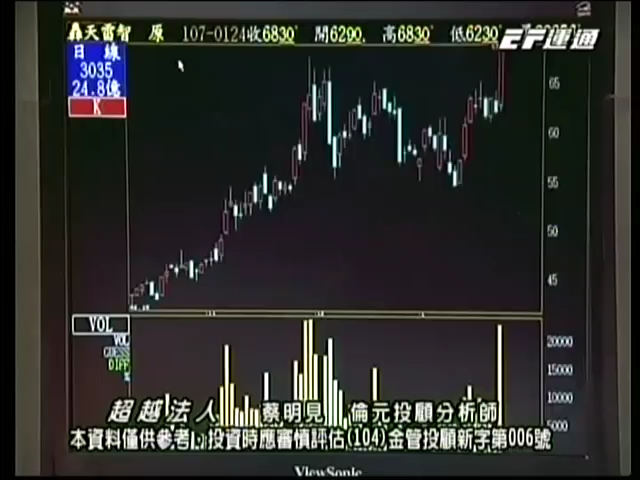 轟天雷智 原 107-0124收6830 開6290 高6830 低6230
EF運通
日線
3035
24.8億
K
65
60
55
50
45
VOL
VOL
GUESS
DIFF
20000
15000
10000
5000
超越法人 蔡明見 倫元投顧分析師
本資料僅供參考,投資時應審慎評估(104)金管投顧新字第006號
ViewSonic